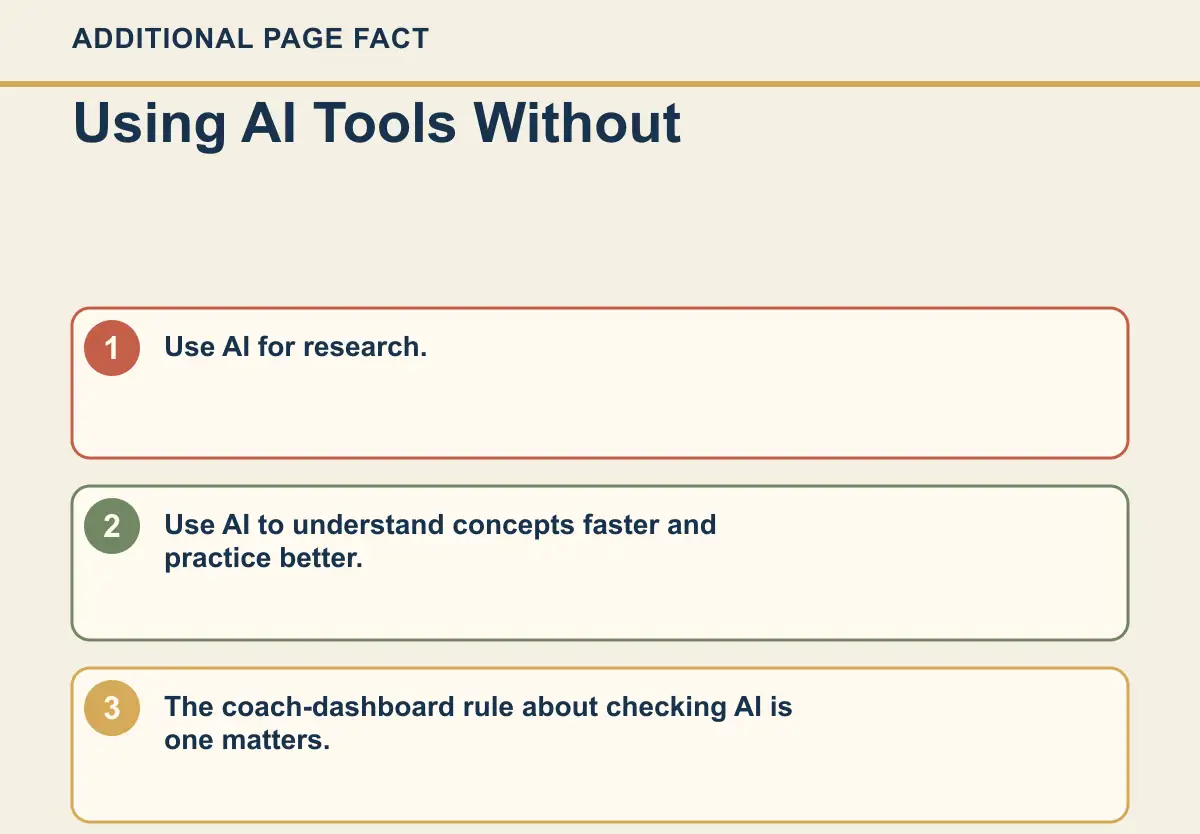 ADDITIONAL PAGE FACT
Using AI Tools Without
1
Use AI for research.
2
Use AI to understand concepts faster and
practice better.
3
The coach-dashboard rule about checking AI is
one matters.